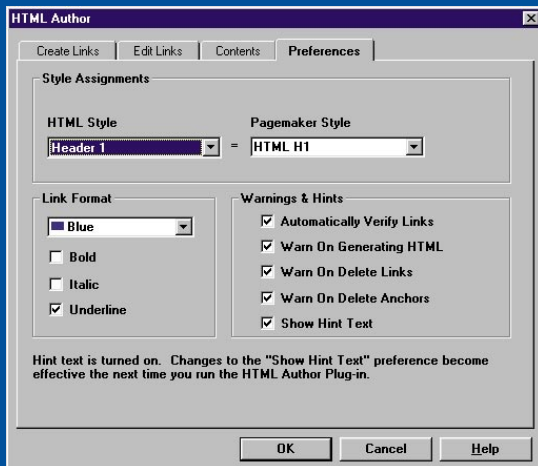 HTML Author
Create Links
Edit Links
Contents
Preferences
Style Assignments
HTML Style
Pagemaker Style
Header 1
=
HTML H1
Link Format
Blue
Bold
Italic
Underline
Warnings & Hints
Automatically Verify Links
Warn On Generating HTML
Warn On Delete Links
Warn On Delete Anchors
Show Hint Text
Hint text is turned on. Changes to the "Show Hint Text" preference become
effective the next time you run the HTML Author Plug-in.
OK
Cancel
Help